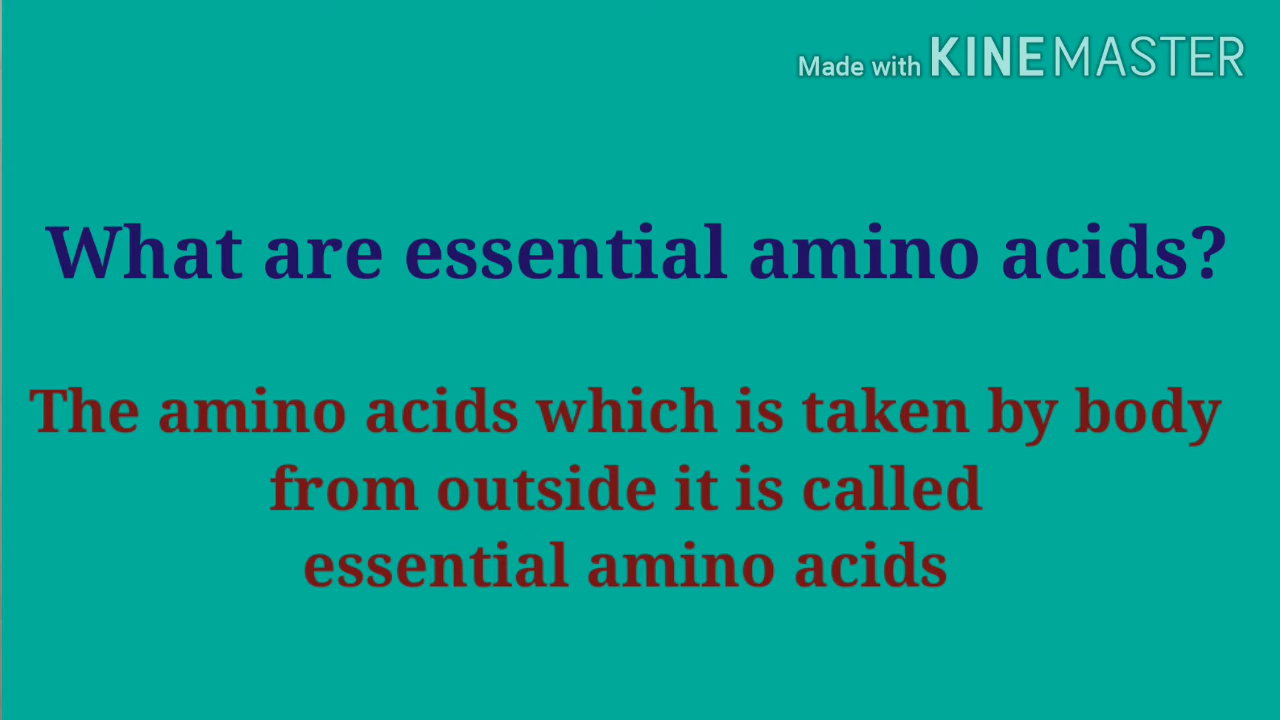 Made with KINEMASTER
What are essential amino acids?
The amino acids which is taken by body
from outside it is called
essential amino acids